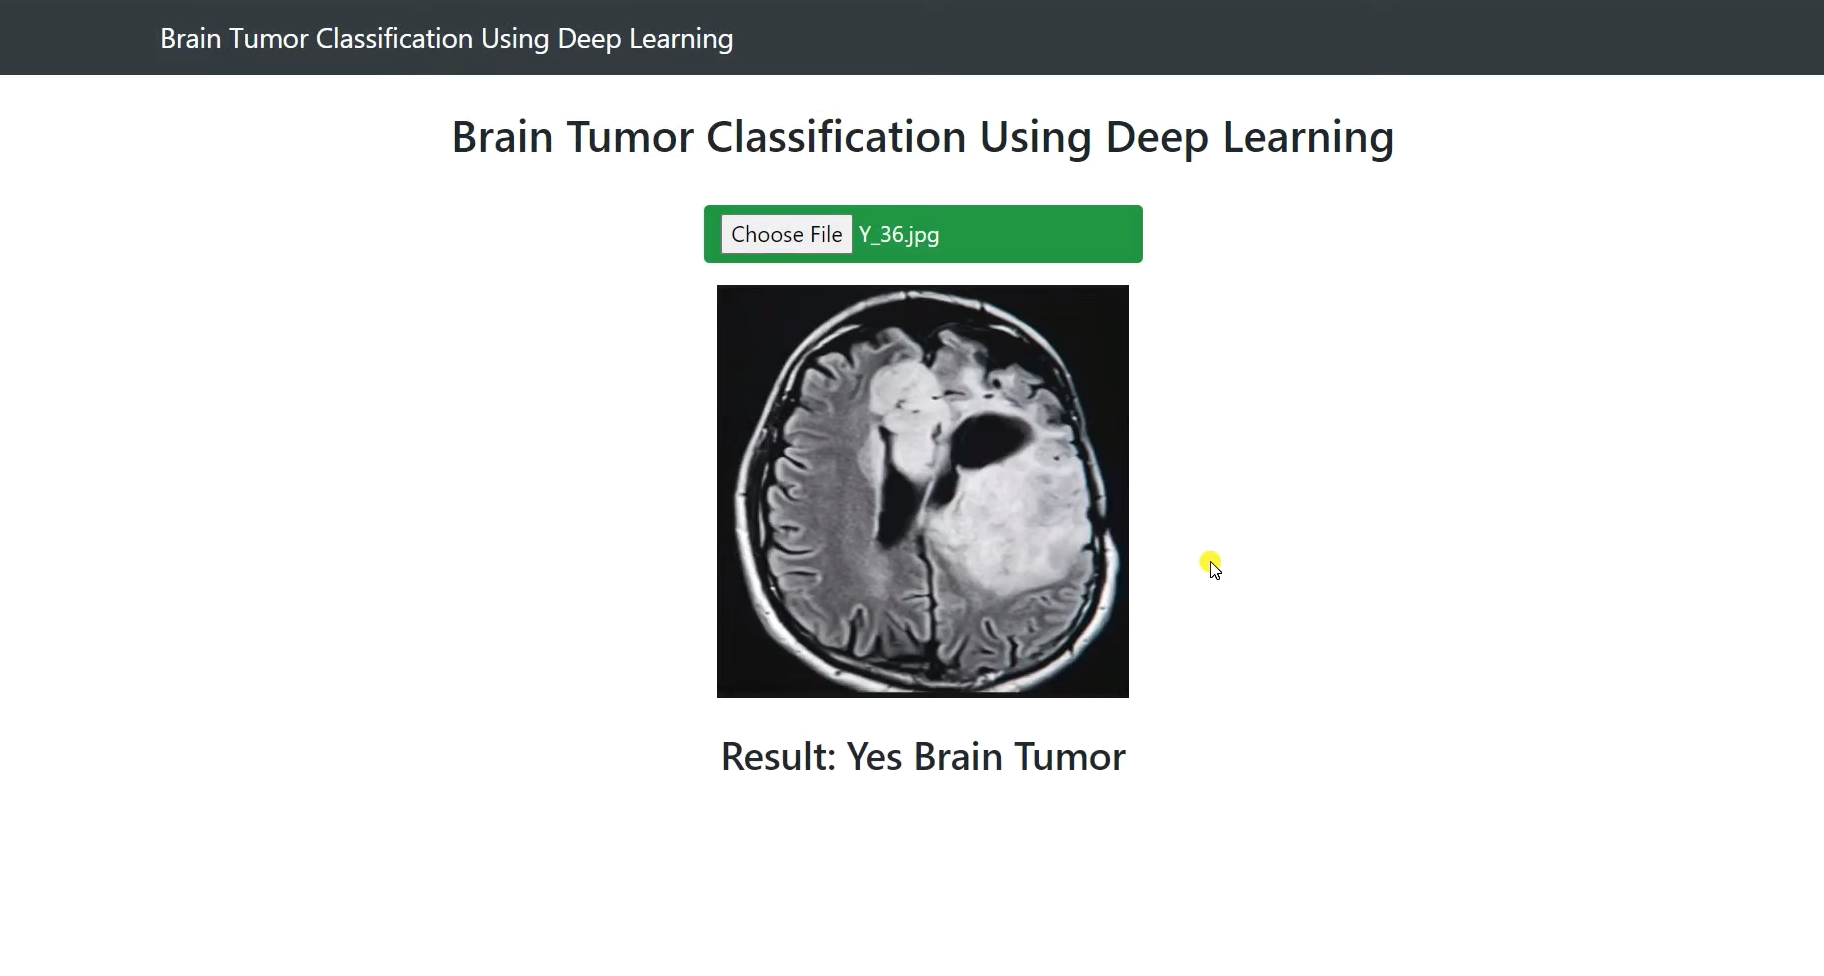 Brain Tumor Classification Using Deep Learning
Brain Tumor Classification Using Deep Learning
Choose File Y_36.jpg
Result: Yes Brain Tumor